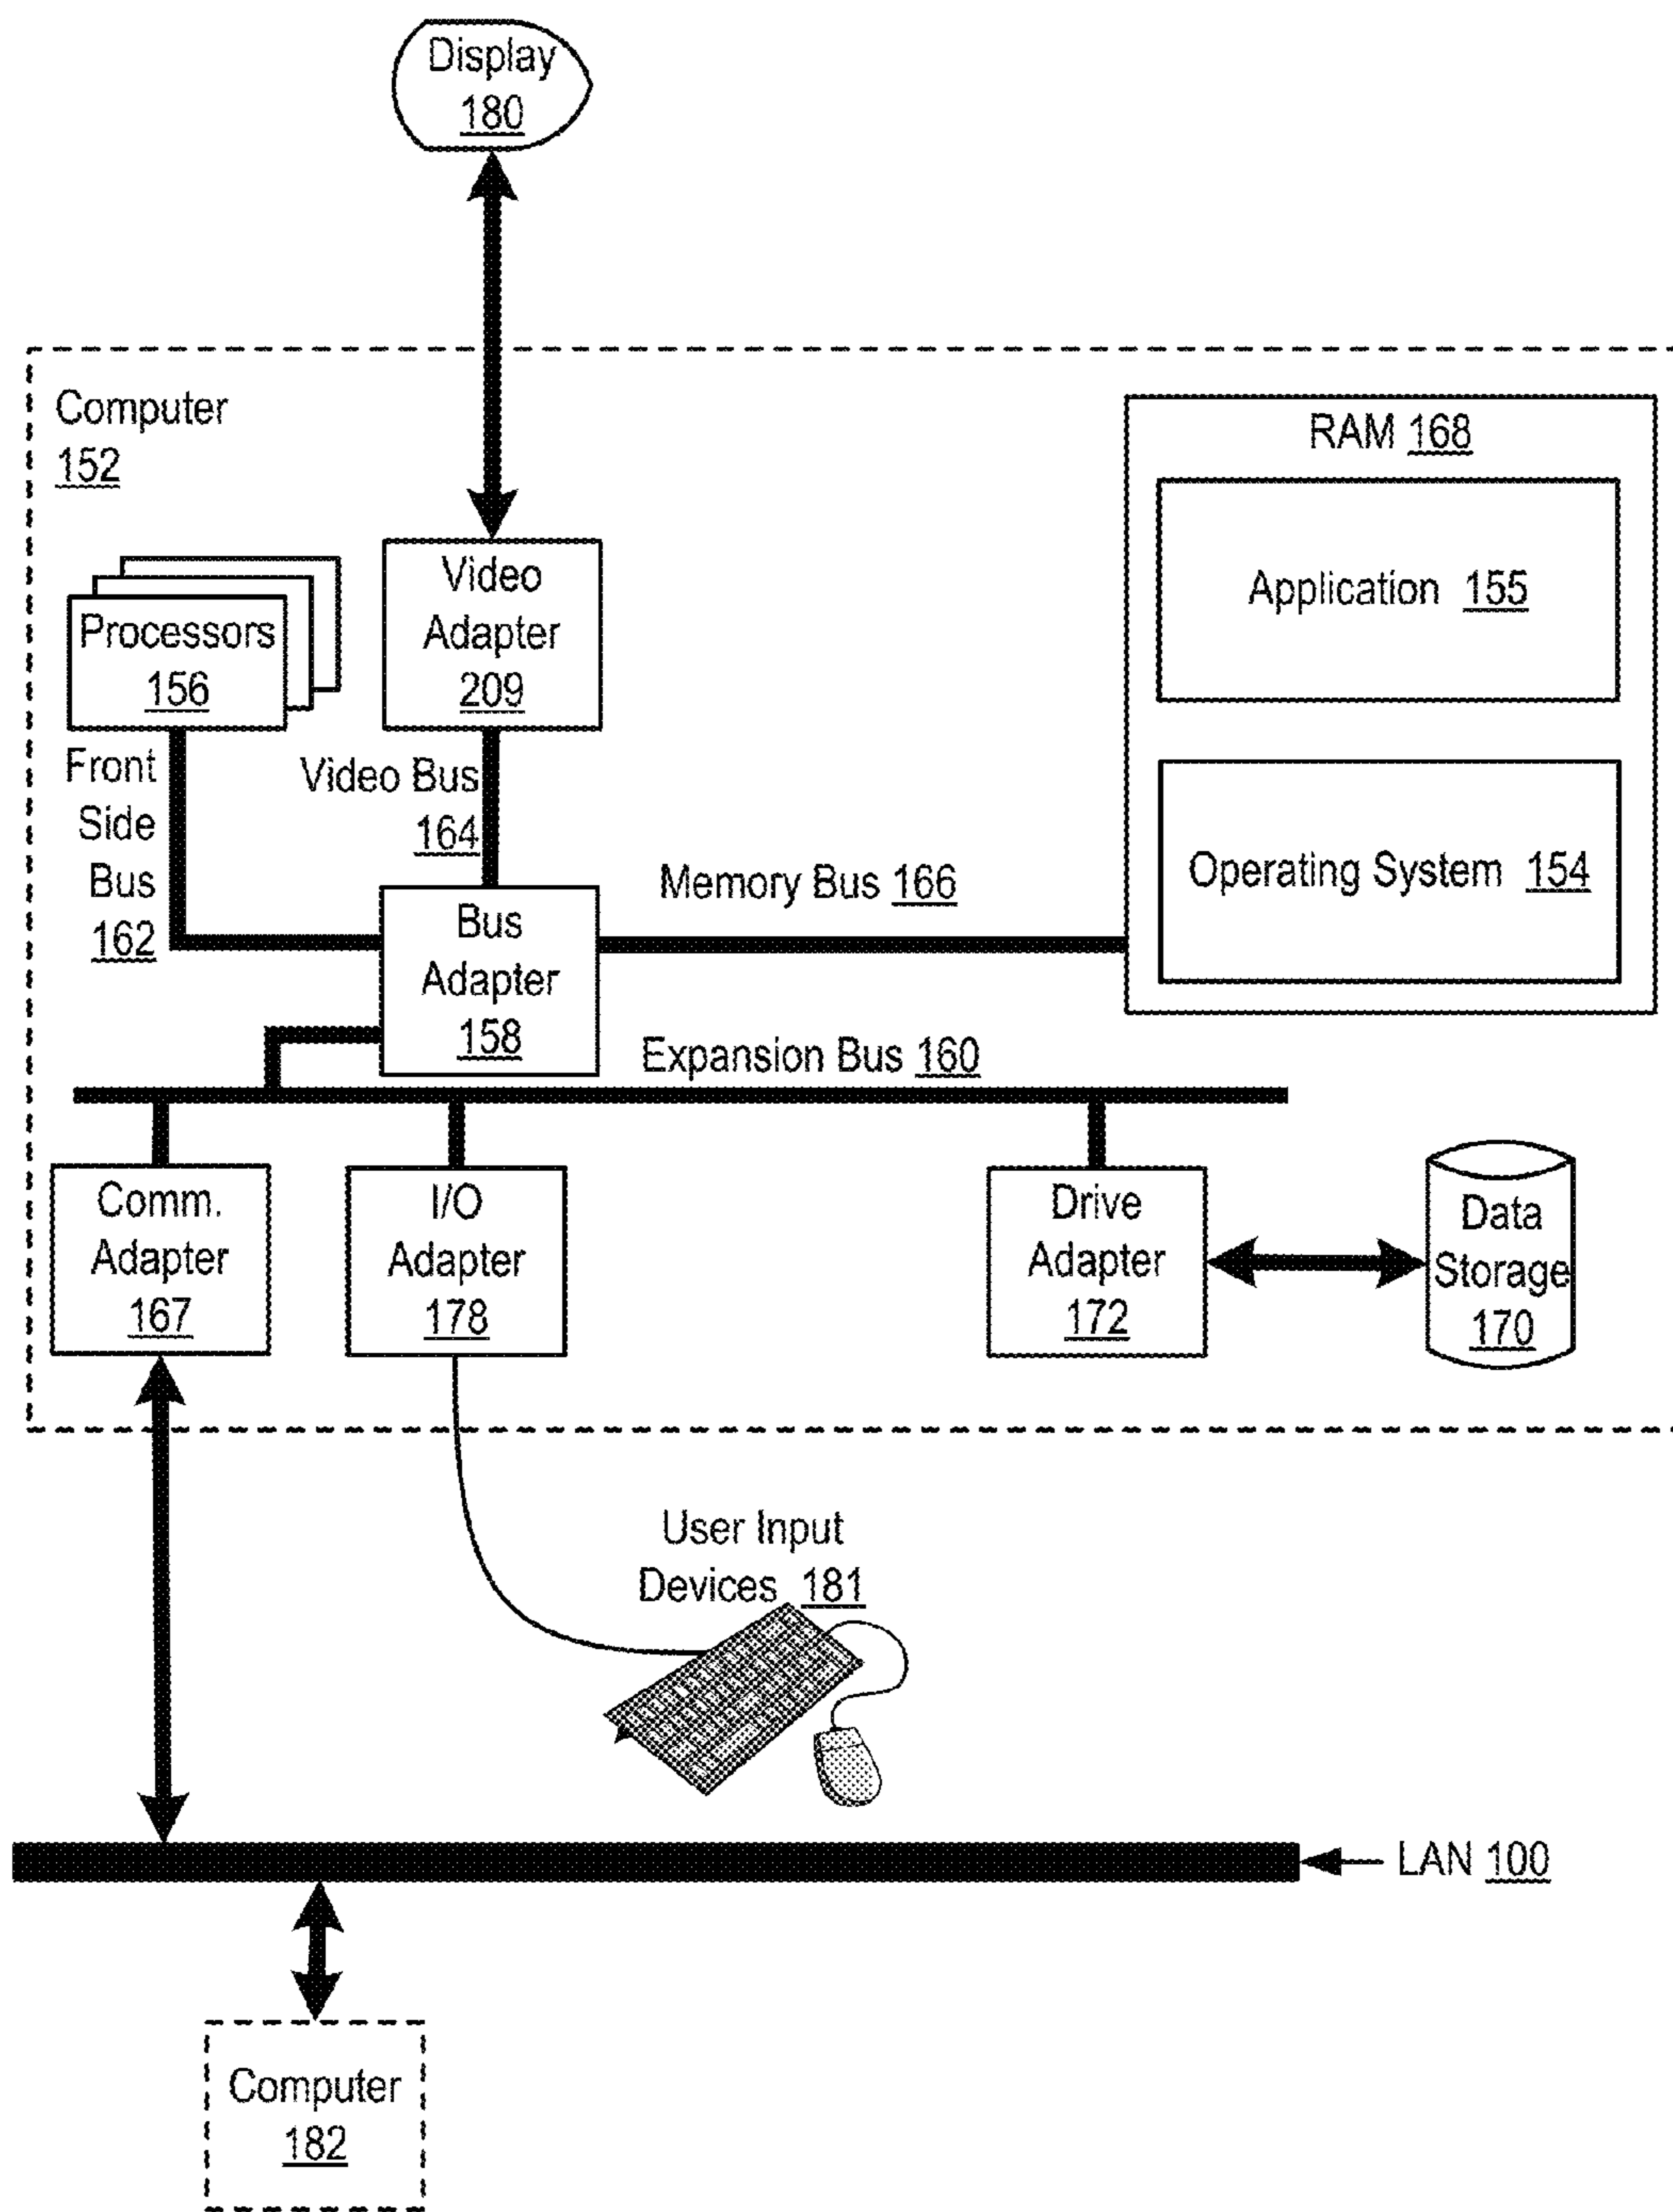 Display
180
Computer
152
RAM 168
Application 155
Operating System 154
Processors
156
Video
Adapter
209
Front
Side
Bus
162
Video Bus
164
Memory Bus 166
Bus
Adapter
158
Expansion Bus 160
Comm.
Adapter
167
I/O
Adapter
178
Drive
Adapter
172
Data
Storage
170
User Input
Devices 181
LAN 100
Computer
182